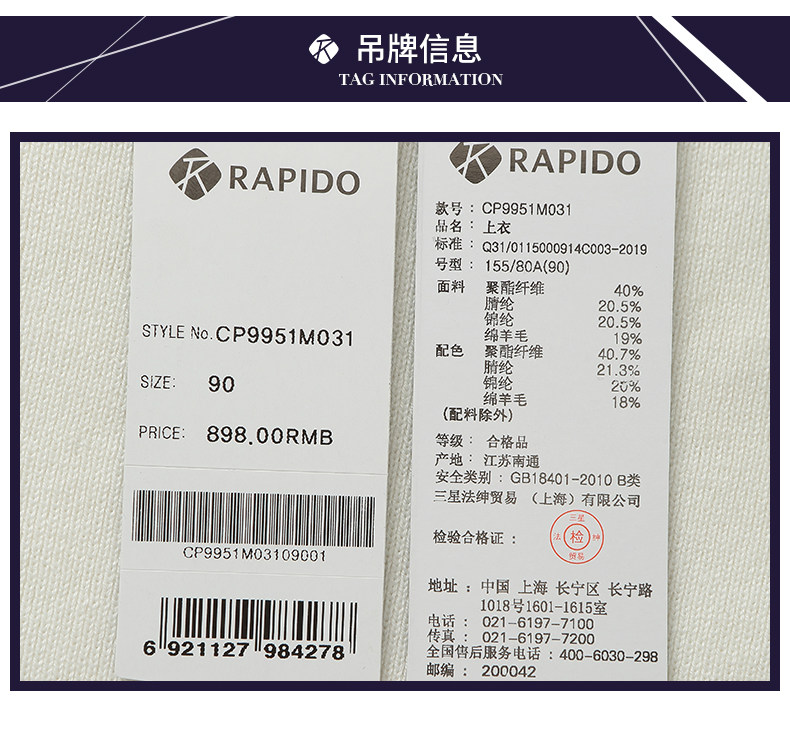 吊牌信息
TAG INFORMATION
RAPIDO
STYLE No. CP9951M031
SIZE: 90
PRICE: 898.00RMB
CP9951M03109001
6 921127 984278
RAPIDO
款号：CP9951M031
品名：上衣
标准：Q31/0115000914C003-2019
号型：155/80A(90)
面料 聚酯纤维 40%
腈纶 20.5%
锦纶 20.5%
绵羊毛 19%
配色 聚酯纤维 40.7%
腈纶 21.3%
锦纶 20%
绵羊毛 18%
（配料除外）
等级：合格品
产地：江苏南通
安全类别：GB18401-2010 B类
三星法绅贸易（上海）有限公司
检验合格证：
三星
法 检 绅
贸易
地址：中国 上海 长宁区 长宁路
1018号1601-1615室
电话：021-6197-7100
传真：021-6197-7200
全国售后服务电话：400-6030-298
邮编：200042